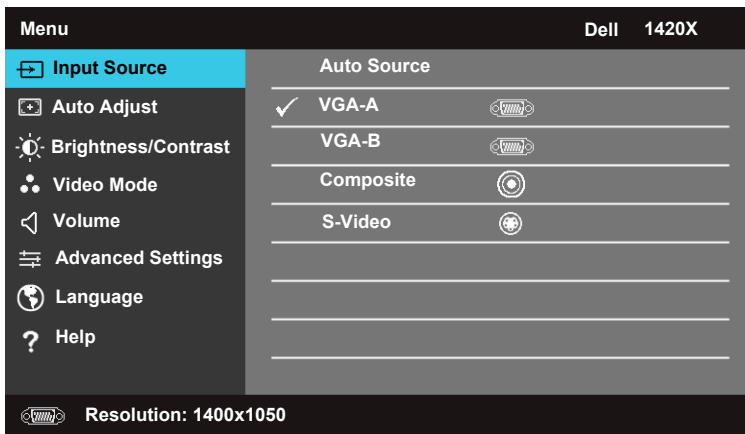 Menu Dell 1420X
Input Source
Auto Adjust
Brightness/Contrast
Video Mode
Volume
Advanced Settings
Language
? Help
Auto Source
VGA-A
VGA-B
Composite
S-Video
Resolution: 1400x1050